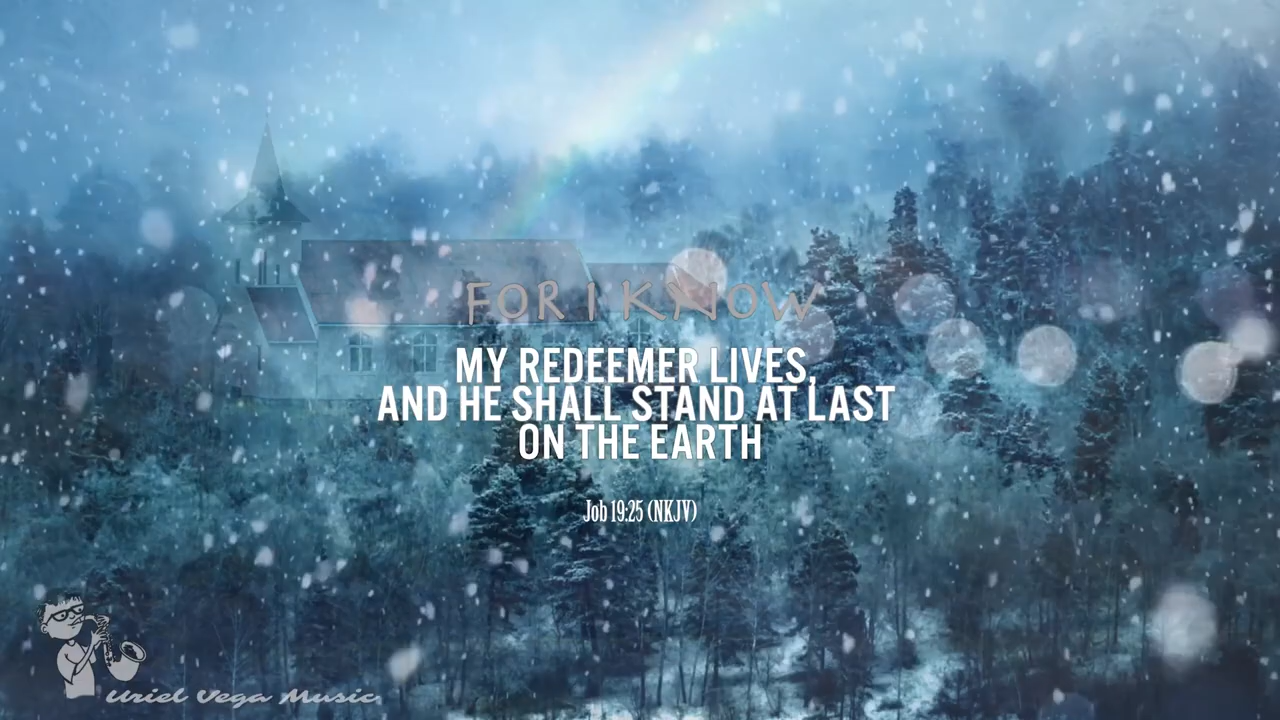 FOR I KNOW
MY REDEEMER LIVES,
AND HE SHALL STAND AT LAST
ON THE EARTH
Job 19:25 (NKJV)
Uriel Vega Music